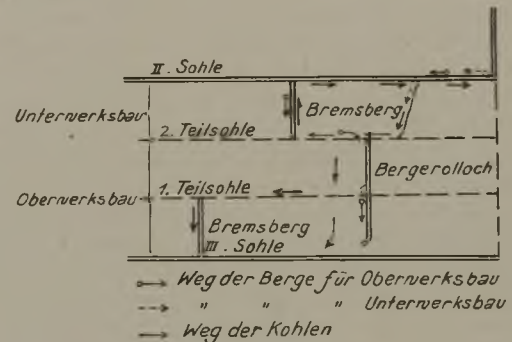 II. Sohle
Unterwerksbau
Bremsberg
2. Teilsohle
Bergerolloch
1. Teilsohle
Oberwerksbau
Bremsberg
III. Sohle
Weg der Berge für Oberwerksbau
" " " Unterwerksbau
Weg der Kohlen